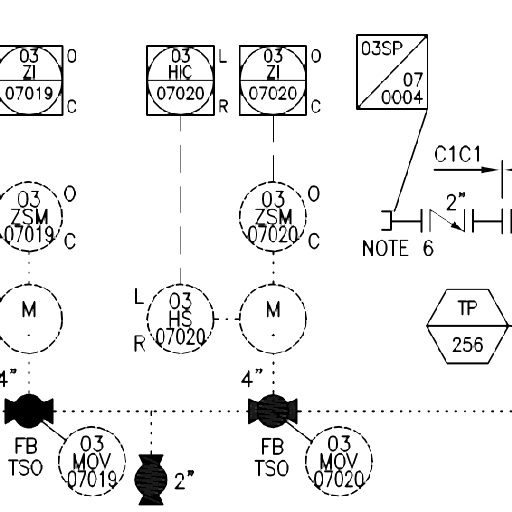 03
ZI
07019
O
C
03
HIC
07020
L
R
03
ZI
07020
O
C
03SP
07
0004
C1C1
2"
NOTE 6
03
ZSM
07019
O
C
03
ZSM
07020
O
C
M
L
R
03
HS
07020
M
TP
256
4"
4"
FB
TSO
03
MOV
07019
2"
FB
TSO
03
MOV
07020